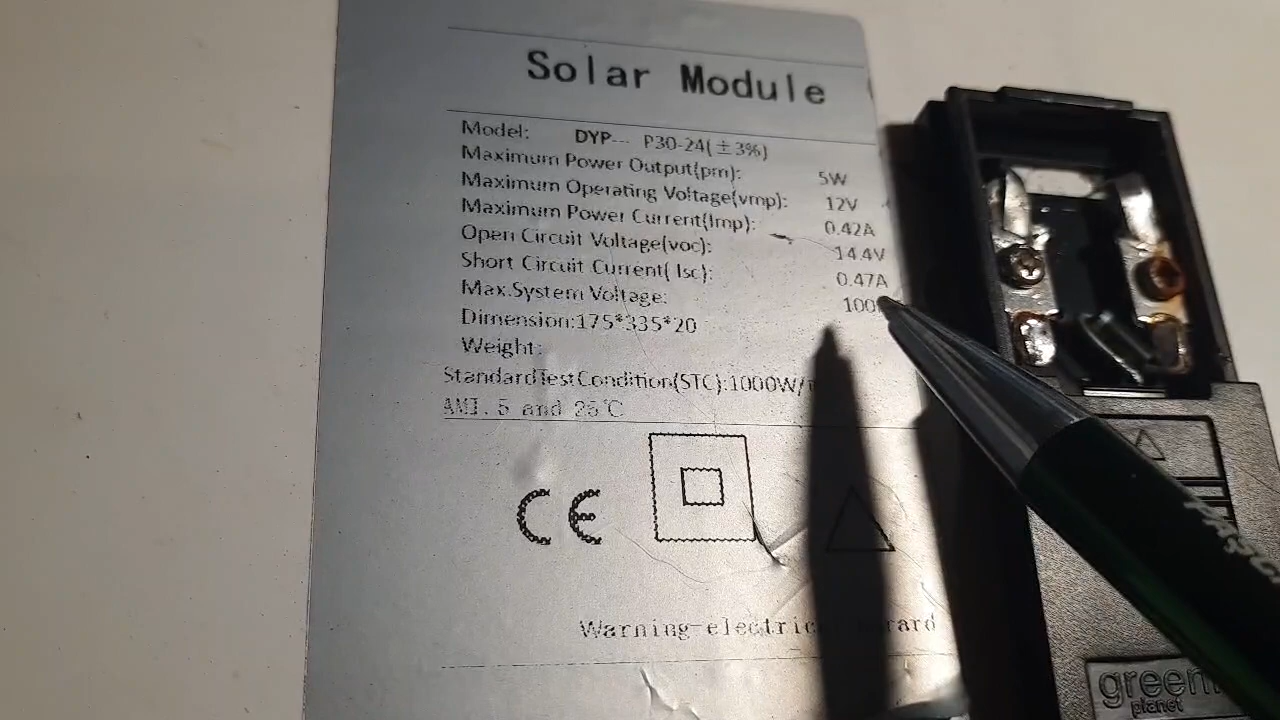 Solar Module
Model: DYP--- P30-24(±3%)
Maximum Power Output(pm): 5W
Maximum Operating Voltage(vmp): 12V
Maximum Power Current(Imp): 0.42A
Open Circuit Voltage(voc): 14.4V
Short Circuit Current( Isc): 0.47A
Max.System Voltage: 100
Dimension:175*335*20
Weight:
StandardTestCondition(STC):1000W/
AM1.5 and 25℃
CE
Warning-electric
green
planet